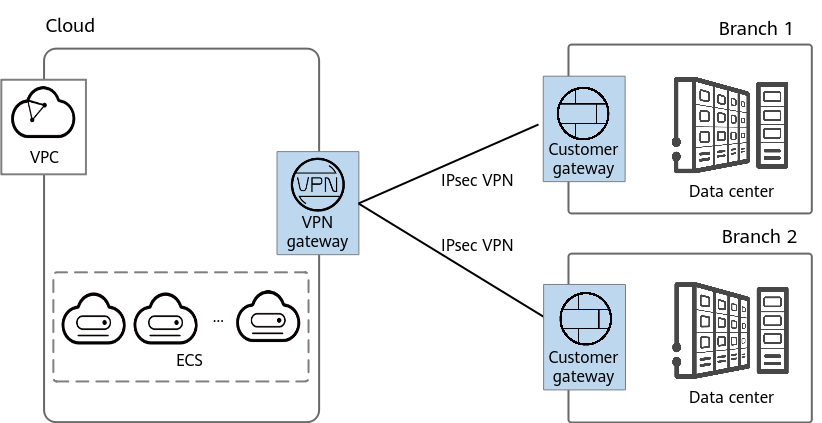 Cloud
Branch 1
VPC
VPN
VPN
gateway
Customer
gateway
Data center
IPsec VPN
IPsec VPN
Branch 2
...
ECS
Customer
gateway
Data center